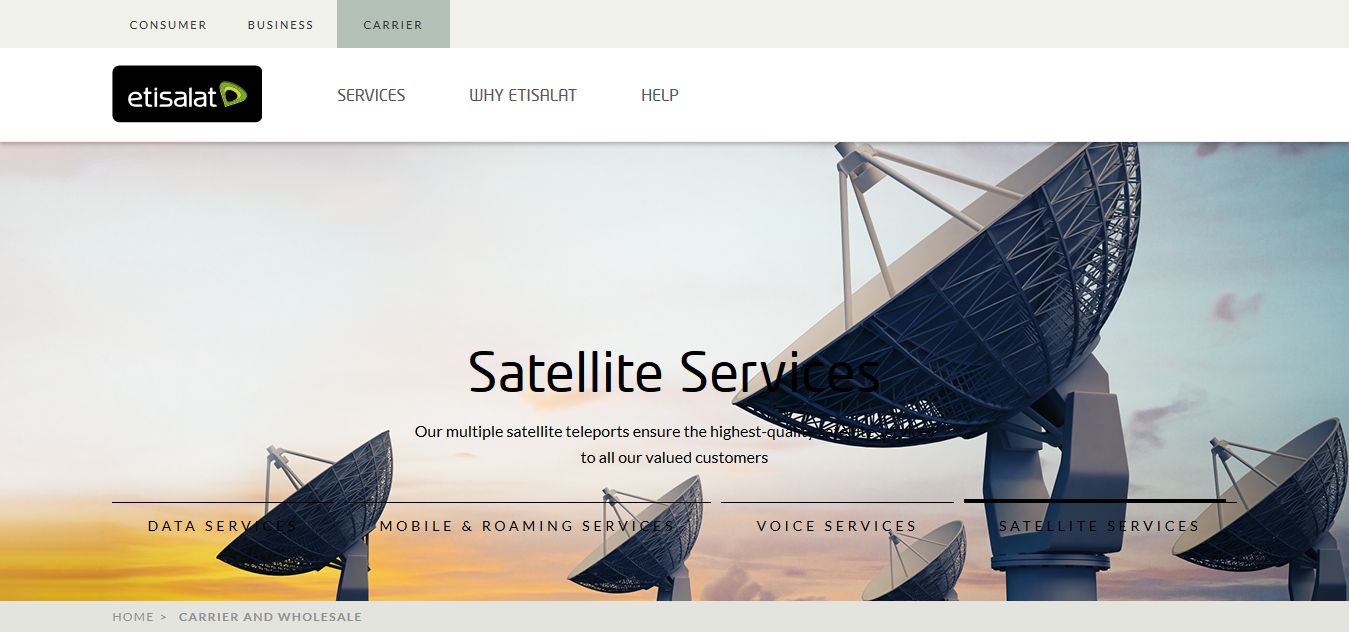 CONSUMER BUSINESS CARRIER
etisalat SERVICES WHY ETISALAT HELP
Satellite Services
Our multiple satellite teleports ensure the highest-quality
to all our valued customers
DATA SERVICES MOBILE & ROAMING SERVICES VOICE SERVICES SATELLITE SERVICES
HOME > CARRIER AND WHOLESALE